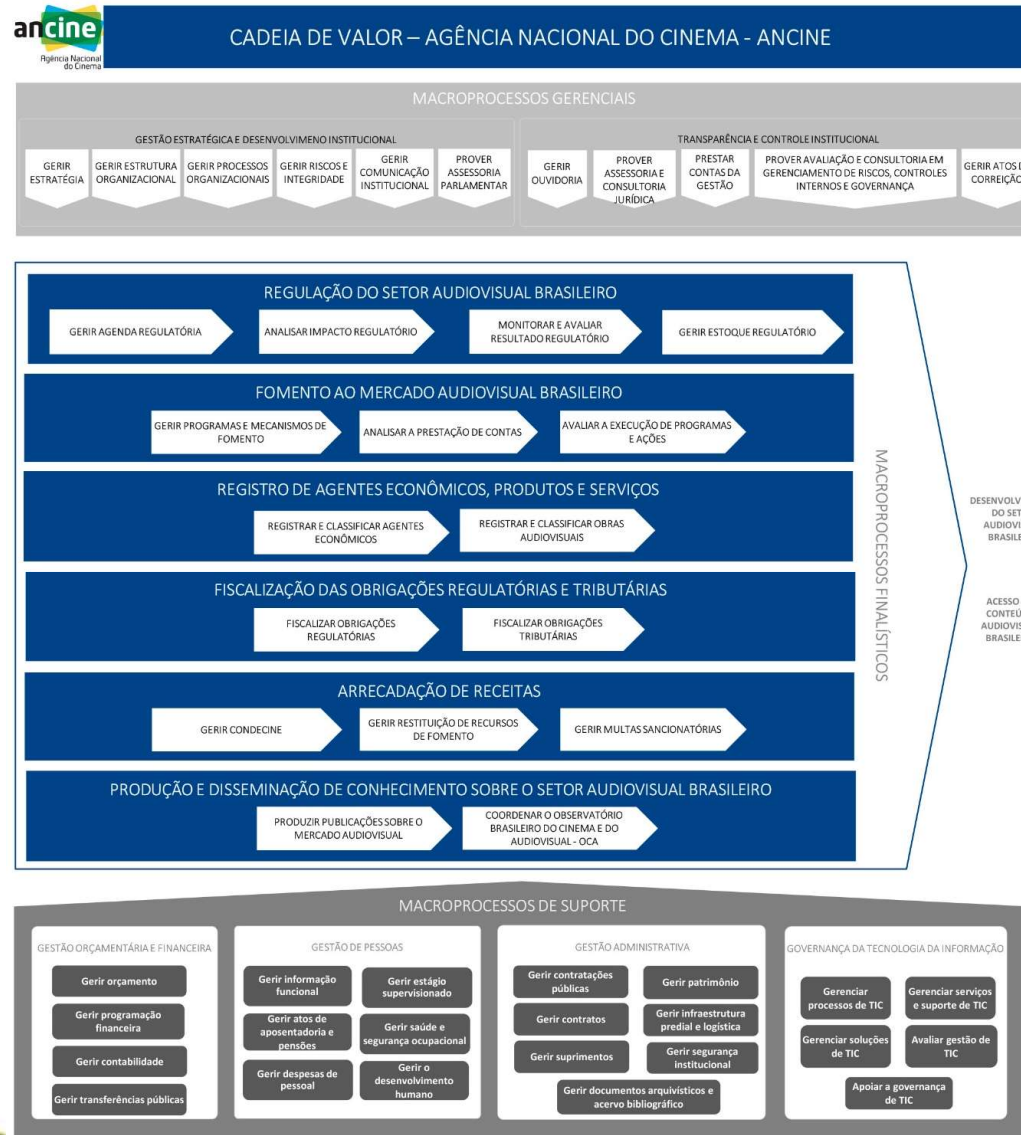 ancine
Agência Nacional
do Cinema
CADEIA DE VALOR – AGÊNCIA NACIONAL DO CINEMA - ANCINE
MACROPROCESSOS GERENCIAIS
GESTÃO ESTRATÉGICA E DESENVOLVIMENO INSTITUCIONAL
GERIR
ESTRATÉGIA
GERIR ESTRUTURA
ORGANIZACIONAL
GERIR PROCESSOS
ORGANIZACIONAIS
GERIR RISCOS E
INTEGRIDADE
GERIR
COMUNICAÇÃO
INSTITUCIONAL
PROVER
ASSESSORIA
PARLAMENTAR
TRANSPARÊNCIA E CONTROLE INSTITUCIONAL
GERIR
OUVIDORIA
PROVER
ASSESSORIA E
CONSULTORIA
JURÍDICA
PRESTAR
CONTAS DA
GESTÃO
PROVER AVALIAÇÃO E CONSULTORIA EM
GERENCIAMENTO DE RISCOS, CONTROLES
INTERNOS E GOVERNANÇA
GERIR ATOS
CORREIÇÃO
REGULAÇÃO DO SETOR AUDIOVISUAL BRASILEIRO
GERIR AGENDA REGULATÓRIA
ANALISAR IMPACTO REGULATÓRIO
MONITORAR E AVALIAR
RESULTADO REGULATÓRIO
GERIR ESTOQUE REGULATÓRIO
FOMENTO AO MERCADO AUDIOVISUAL BRASILEIRO
GERIR PROGRAMAS E MECANISMOS DE
FOMENTO
ANALISAR A PRESTAÇÃO DE CONTAS
AVALIAR A EXECUÇÃO DE PROGRAMAS
E AÇÕES
REGISTRO DE AGENTES ECONÔMICOS, PRODUTOS E SERVIÇOS
REGISTRAR E CLASSIFICAR AGENTES
ECONÔMICOS
REGISTRAR E CLASSIFICAR OBRAS
AUDIOVISUAIS
FISCALIZAÇÃO DAS OBRIGAÇÕES REGULATÓRIAS E TRIBUTÁRIAS
FISCALIZAR OBRIGAÇÕES
REGULATÓRIAS
FISCALIZAR OBRIGAÇÕES
TRIBUTÁRIAS
ARRECADAÇÃO DE RECEITAS
GERIR CONDECINE
GERIR RESTITUIÇÃO DE RECURSOS
DE FOMENTO
GERIR MULTAS SANCIONATÓRIAS
PRODUÇÃO E DISSEMINAÇÃO DE CONHECIMENTO SOBRE O SETOR AUDIOVISUAL BRASILEIRO
PRODUZIR PUBLICAÇÕES SOBRE O
MERCADO AUDIOVISUAL
COORDENAR O OBSERVATÓRIO
BRASILEIRO DO CINEMA E DO
AUDIOVISUAL - OCA
MACROPROCESSOS FINALÍSTICOS
DESENVOLV
DO SET
AUDIOVI
BRASILE
ACESSO
CONTEÚ
AUDIOVIS
BRASILE
MACROPROCESSOS DE SUPORTE
GESTÃO ORÇAMENTÁRIA E FINANCEIRA
Gerir orçamento
Gerir programação
financeira
Gerir contabilidade
Gerir transferências públicas
GESTÃO DE PESSOAS
Gerir informação
funcional
Gerir estágio
supervisionado
Gerir atos de
aposentadoria e
pensões
Gerir saúde e
segurança ocupacional
Gerir despesas de
pessoal
Gerir o
desenvolvimento
humano
GESTÃO ADMINISTRATIVA
Gerir contratações
públicas
Gerir patrimônio
Gerir contratos
Gerir infraestrutura
predial e logística
Gerir suprimentos
Gerir segurança
institucional
Gerir documentos arquivísticos e
acervo bibliográfico
GOVERNANÇA DA TECNOLOGIA DA INFORMAÇÃO
Gerenciar
processos de TIC
Gerenciar serviços
e suporte de TIC
Gerenciar soluções
de TIC
Avaliar gestão de
TIC
Apoiar a governança
de TIC